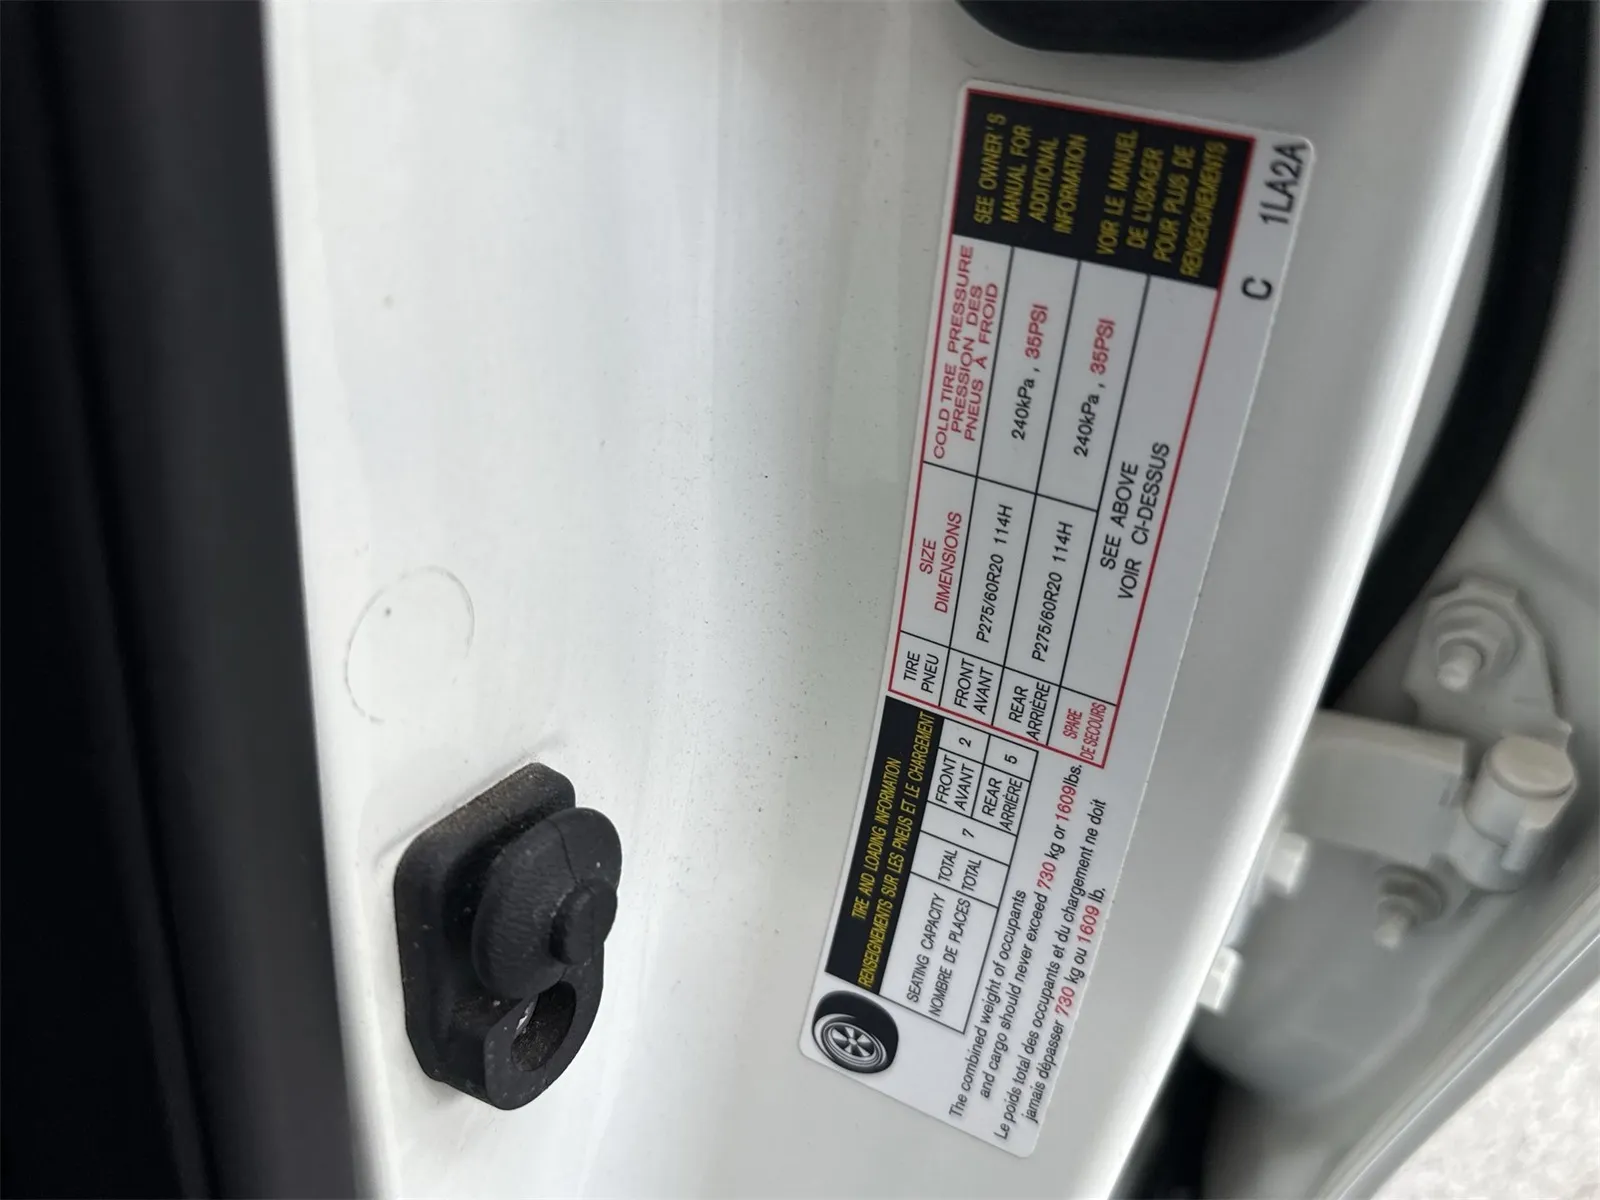 TIRE AND LOADING INFORMATION
RENSEIGNEMENTS SUR LES PNEUS ET LE CHARGEMENT
SEATING CAPACITY
NOMBRE DE PLACES
TOTAL
TOTAL
7
FRONT
AVANT
2
REAR
ARRIÈRE
5
The combined weight of occupants
and cargo should never exceed 730 kg or 1609lbs.
Le poids total des occupants et du chargement ne doit
jamais dépasser 730 kg ou 1609 lb.
TIRE
PNEU
SIZE
DIMENSIONS
COLD TIRE PRESSURE
PRESSION DES
PNEUS À FROID
FRONT
AVANT
P275/60R20 114H
240kPa , 35PSI
REAR
ARRIÈRE
P275/60R20 114H
240kPa , 35PSI
SPARE
DE SECOURS
SEE ABOVE
VOIR CI-DESSUS
SEE OWNER'S
MANUAL FOR
ADDITIONAL
INFORMATION
VOIR LE MANUEL
DE L'USAGER
POUR PLUS DE
RENSEIGNEMENTS
C 1LA2A